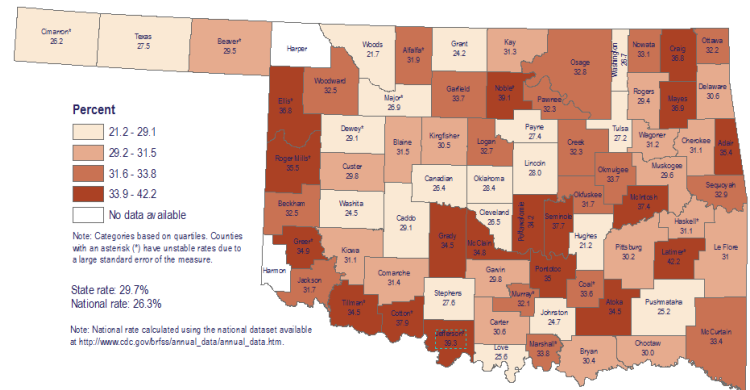 Cimarron*
26.2
Texas
27.5
Beaver*
29.5
Harper
Woods
21.7
Alfalfa*
31.9
Grant
24.2
Kay
31.3
Osage
32.8
Washington
26.7
Nowata
33.1
Craig
Ottawa
32.2
Ellis*
36.8
Woodward
32.5
Major*
26.9
Garfield
33.7
Noble*
39.1
Pawnee
32.3
Rogers
29.4
Mayes
36.9
Delaware
30.6
Percent
21.2 - 29.1
29.2 - 31.5
31.6 - 33.8
33.9 - 42.2
No data available
Note: Categories based on quartiles. Counties
with an asterisk (*) have unstable rates due to
a large standard error of the measure.
State rate: 29.7%
National rate: 26.3%
Note: National rate calculated using the national dataset available
at http://www.cdc.gov/brfss/annual_data/annual_data.htm.
Roger Mills*
35.5
Dewey*
29.1
Blaine
31.5
Kingfisher
30.5
Logan
32.7
Payne
27.4
Creek
32.3
Tulsa
27.2
Wagoner
31.2
Cherokee
31.1
Adair
35.4
Custer
29.8
Canadian
26.4
Oklahoma
28.4
Lincoln
28.0
Okmulgee
33.7
Muskogee
29.6
Sequoyah
32.9
Beckham
32.5
Washita
24.5
Caddo
29.1
Cleveland
26.5
Pottawatomie
34.2
Seminole
37.7
Okfuskee
31.7
McIntosh
37.4
Haskell*
31.1
Greer*
34.9
Kiowa
31.1
Grady
34.5
McClain
34.8
Hughes
21.2
Pittsburg
30.2
Latimer*
42.2
Le Flore
31
Harmon
Jackson
31.7
Comanche
31.4
Garvin
29.8
Pontotoc
35
Coal*
33.6
Tillman*
34.5
Cotton*
37.9
Stephens
27.6
Murray*
32.1
Johnston
24.7
Atoka
34.5
Pushmataha
25.2
McCurtain
33.4
Jefferson*
39.3
Carter
30.6
Love
25.6
Marshall*
33.8
Bryan
30.4
Choctaw
30.0